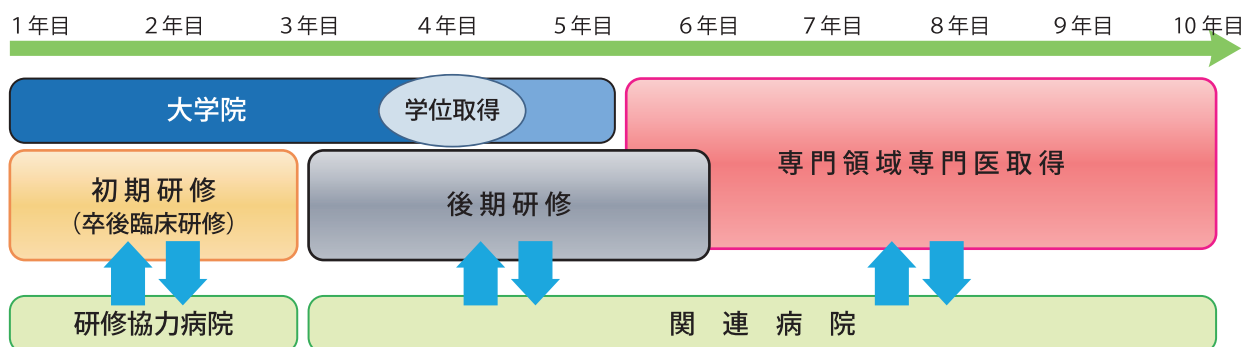 1年目 2年目 3年目 4年目 5年目 6年目 7年目 8年目 9年目 10年目
大学院
学位取得
専門領域専門医取得
初期研修
（卒後臨床研修）
後期研修
研修協力病院
関連病院